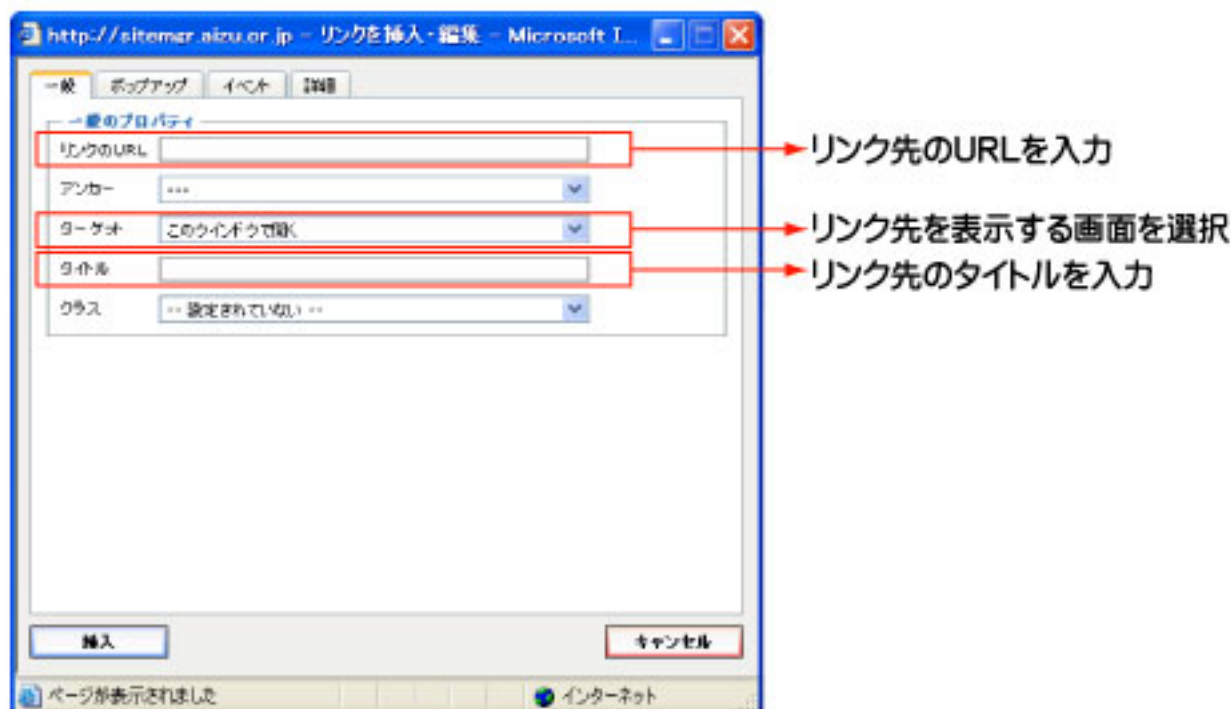 http://sitemgr.aizu.or.jp - リンクを挿入・編集 - Microsoft I...
一般 ポップアップ イベント 詳細
一般のプロパティ
リンクのURL
リンク先のURLを入力
アンカー ---
ターゲット このウインドウで開く
リンク先を表示する画面を選択
タイトル
リンク先のタイトルを入力
クラス -- 設定されていない --
挿入 キャンセル
ページが表示されました インターネット